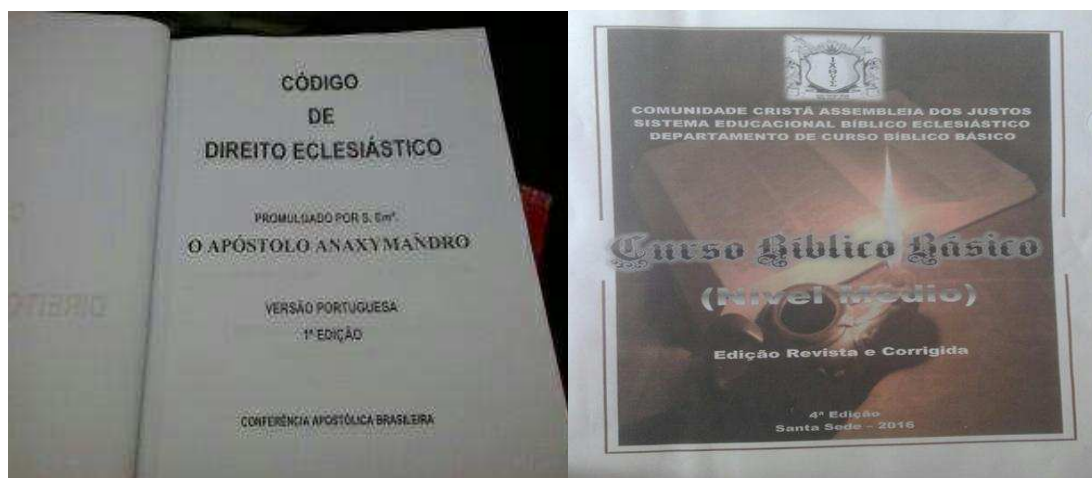 CÓDIGO
DE
DIREITO ECLESIÁSTICO
PROMULGADO POR S. Emª.
O APÓSTOLO ANAXYMAÑDRO
VERSÃO PORTUGUESA
1ª EDIÇÃO
CONFERÊNCIA APOSTÓLICA BRASILEIRA
COMUNIDADE CRISTÃ ASSEMBLEIA DOS JUSTOS
SISTEMA EDUCACIONAL BÍBLICO ECLESIÁSTICO
DEPARTAMENTO DE CURSO BÍBLICO BÁSICO
Curso Bíblico Básico
(Nível Médio)
Edição Revista e Corrigida
4ª Edição
Santa Sede – 2016